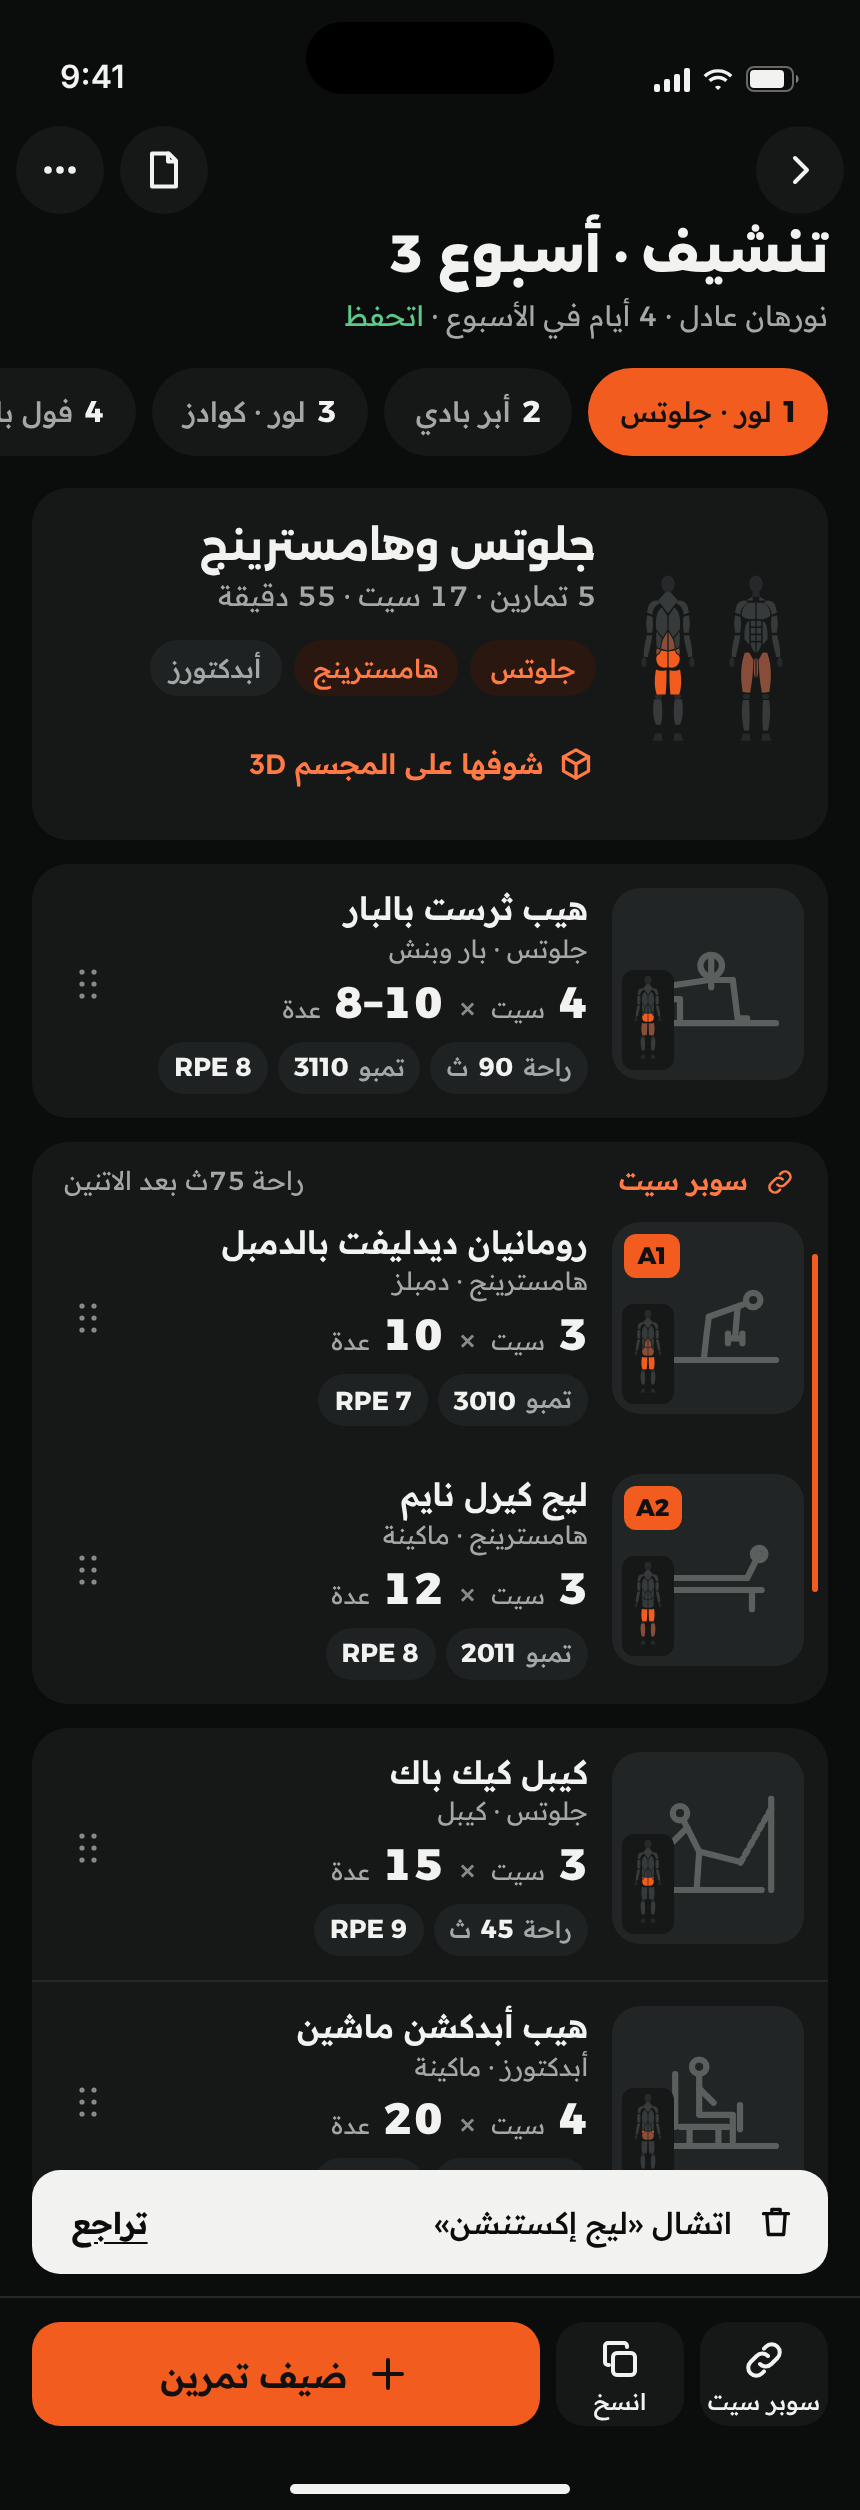 9:41
تنشيف · أسبوع 3
نورهان عادل · 4 أيام في الأسبوع · اتحفظ
1 لور · جلوتس
2 أبر بادي
3 لور · كوادز
4 فول
جلوتس وهامسترينج
5 تمارين · 17 سيت · 55 دقيقة
جلوتس
هامسترينج
أبدكتورز
شوفها على المجسم 3D
هيب ثرست بالبار
جلوتس · بار وبنش
4 سيت × 8–10 عدة
راحة 90 ث
تمبو 3110
RPE 8
سوبر سيت
راحة 75ث بعد الاتنين
A1
رومانيان ديدليفت بالدمبل
هامسترينج · دمبلز
3 سيت × 10 عدة
تمبو 3010
RPE 7
A2
ليج كيرل نايم
هامسترينج · ماكينة
3 سيت × 12 عدة
تمبو 2011
RPE 8
كيبل كيك باك
جلوتس · كيبل
3 سيت × 15 عدة
راحة 45 ث
RPE 9
هيب أبدكشن ماشين
أبدكتورز · ماكينة
4 سيت × 20 عدة
اتشال «ليج إكستنشن»
تراجع
سوبر سيت
انسخ
ضيف تمرين